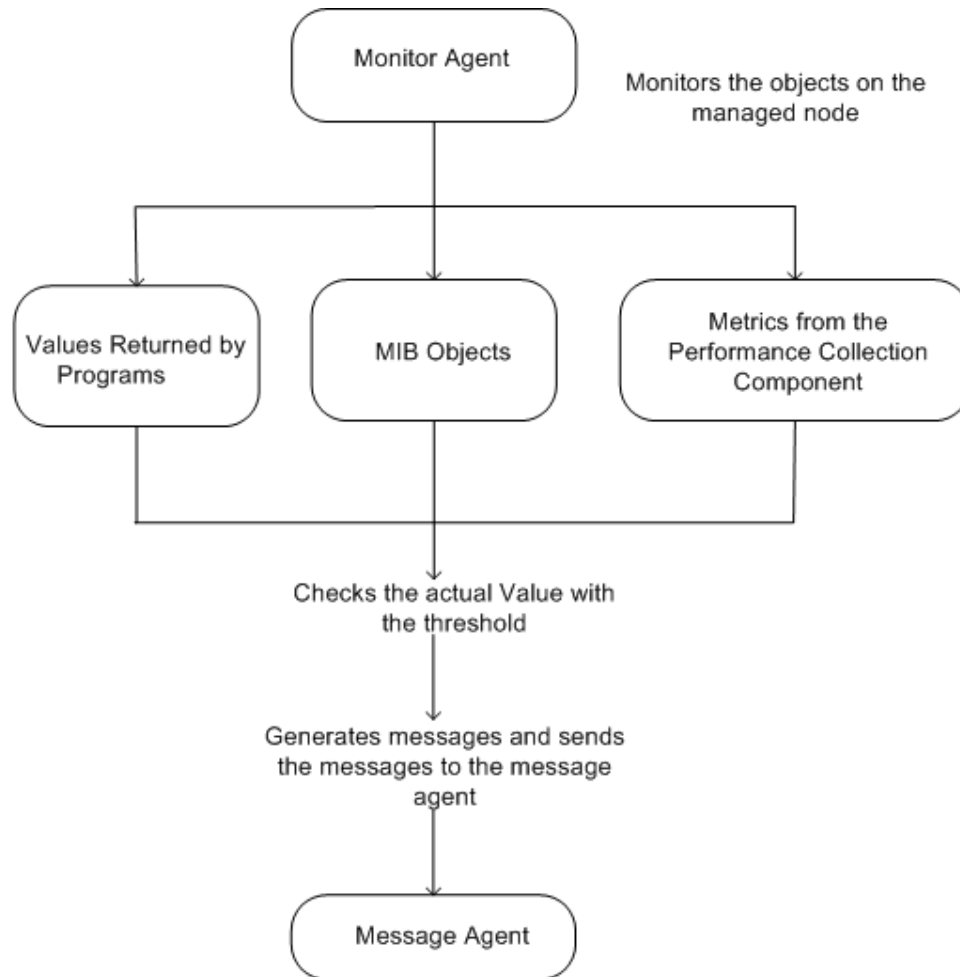 Monitor Agent
Monitors the objects on the
managed node
Values Returned by
Programs
MIB Objects
Metrics from the
Performance Collection
Component
Checks the actual Value with
the threshold
Generates messages and sends
the messages to the message
agent
Message Agent